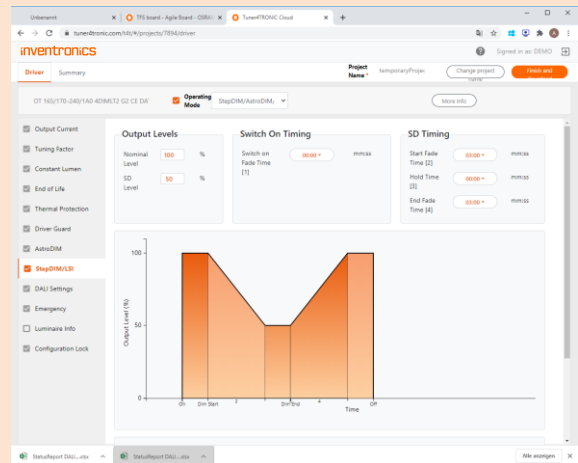 Unbenannt
TFS board - Agile Board - OSRA
Tuner4TRONIC Cloud
tuner4tronic.com/t4t/#/projects/7894/driver
inventronics
Signed in as: DEMO
Driver
Summary
Project
Name *
temporaryProjec
Change project
name
Finish and
OT 165/170-240/1A0 4DIMLT2 G2 CE DA'
Operating
Mode
StepDIM/AstroDIM,
More info
Output Current
Tuning Factor
Constant Lumen
End of Life
Thermal Protection
Driver Guard
AstroDIM
StepDIM/LSI
DALI Settings
Emergency
Luminaire Info
Configuration Lock
Output Levels
Nominal
Level
100
%
SD
Level
50
%
Switch On Timing
Switch on
Fade Time
[1]
00:00
mm:ss
SD Timing
Start Fade
Time [2]
03:00
mm:ss
Hold Time
[3]
00:00
mm:ss
End Fade
Time [4]
03:00
mm:ss
Output Level (%)
100
50
0
On
Dim Start
2
Dim End
4
Off
Time
StatusReport DALI...xlsx
StatusReport DALI...xlsx
Alle anzeigen